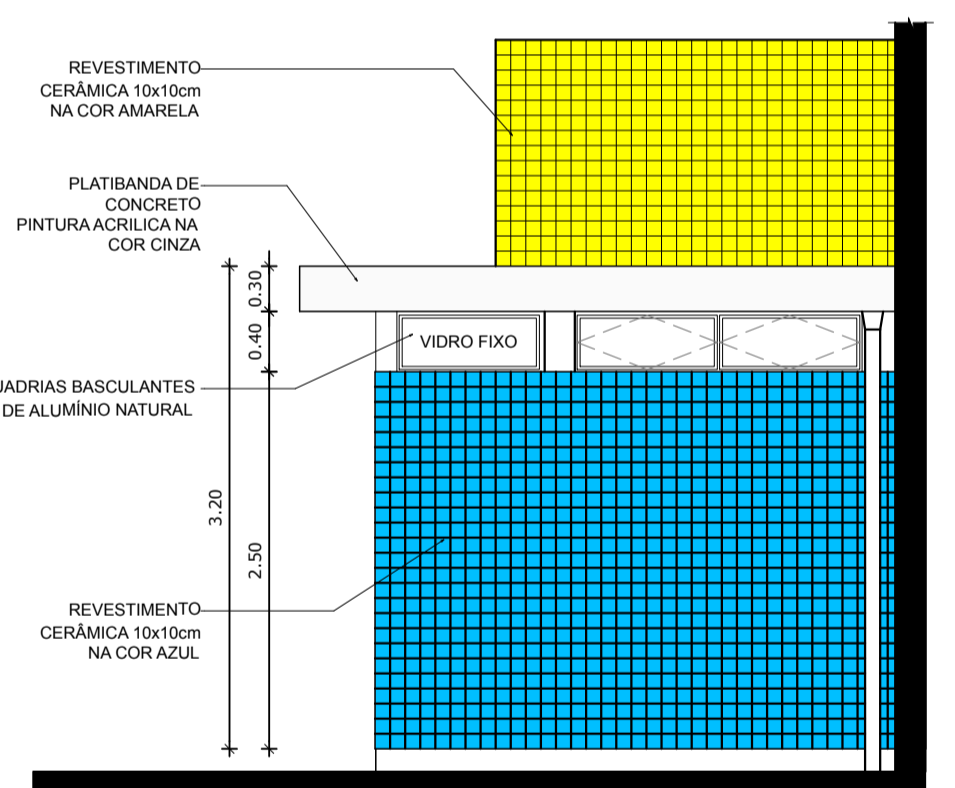 REVESTIMENTO
CERÂMICA 10x10cm
NA COR AMARELA
PLATIBANDA DE
CONCRETO
PINTURA ACRILICA NA
COR CINZA
0.30
0.40
VIDRO FIXO
UADRIAS BASCULANTES
DE ALUMÍNIO NATURAL
3.20
2.50
REVESTIMENTO
CERÂMICA 10x10cm
NA COR AZUL